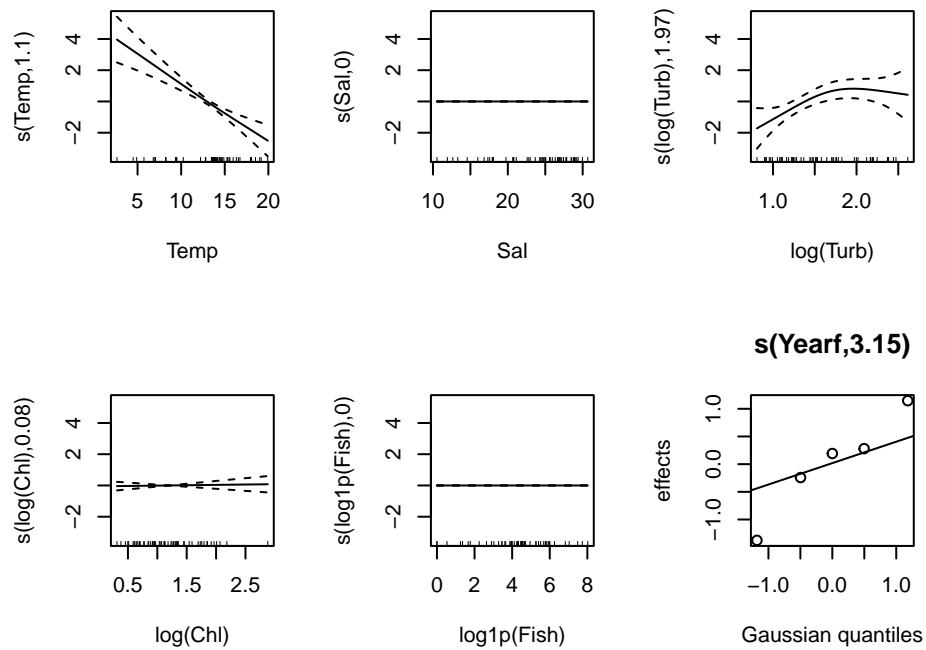 s(Temp,1.1)
4
2
−2
5 10 15 20
Temp
s(Sal,0)
4
2
−2
10 20 30
Sal
s(log(Turb),1.97)
4
2
−2
1.0 2.0
log(Turb)
s(log(Chl),0.08)
4
2
−2
0.5 1.5 2.5
log(Chl)
s(log1p(Fish),0)
4
2
−2
0 2 4 6 8
log1p(Fish)
s(Yearf,3.15)
effects
1.0
0.0
−1.0
−1.0 0.0 1.0
Gaussian quantiles